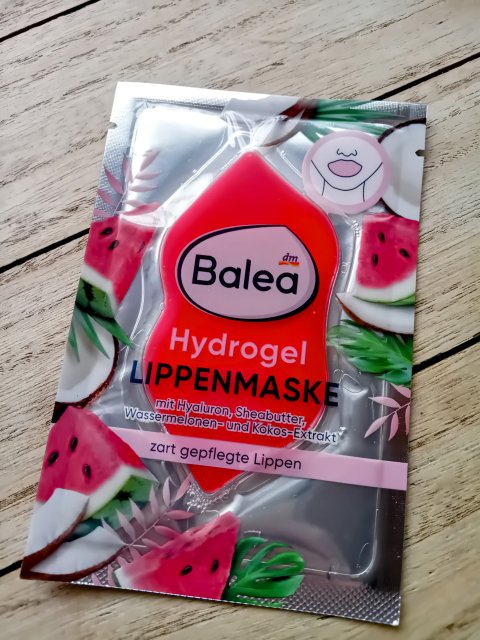 dm
Balea
Hydrogel
LIPPENMASKE
mit Hyaluron, Sheabutter,
Wassermelonen- und Kokos-Extrakt
zart gepflegte Lippen